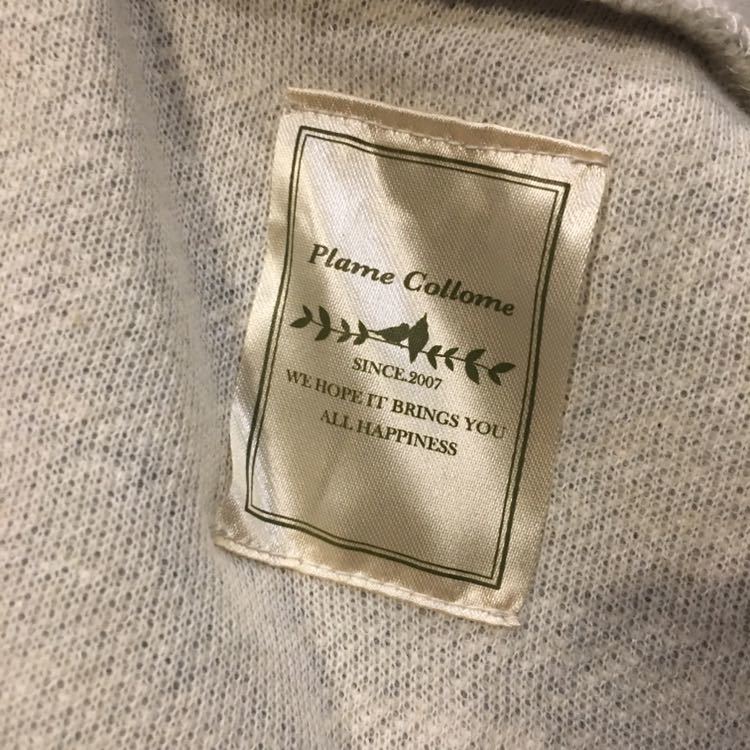 Plame Collome
SINCE.2007
WE HOPE IT BRINGS YOU
ALL HAPPINESS